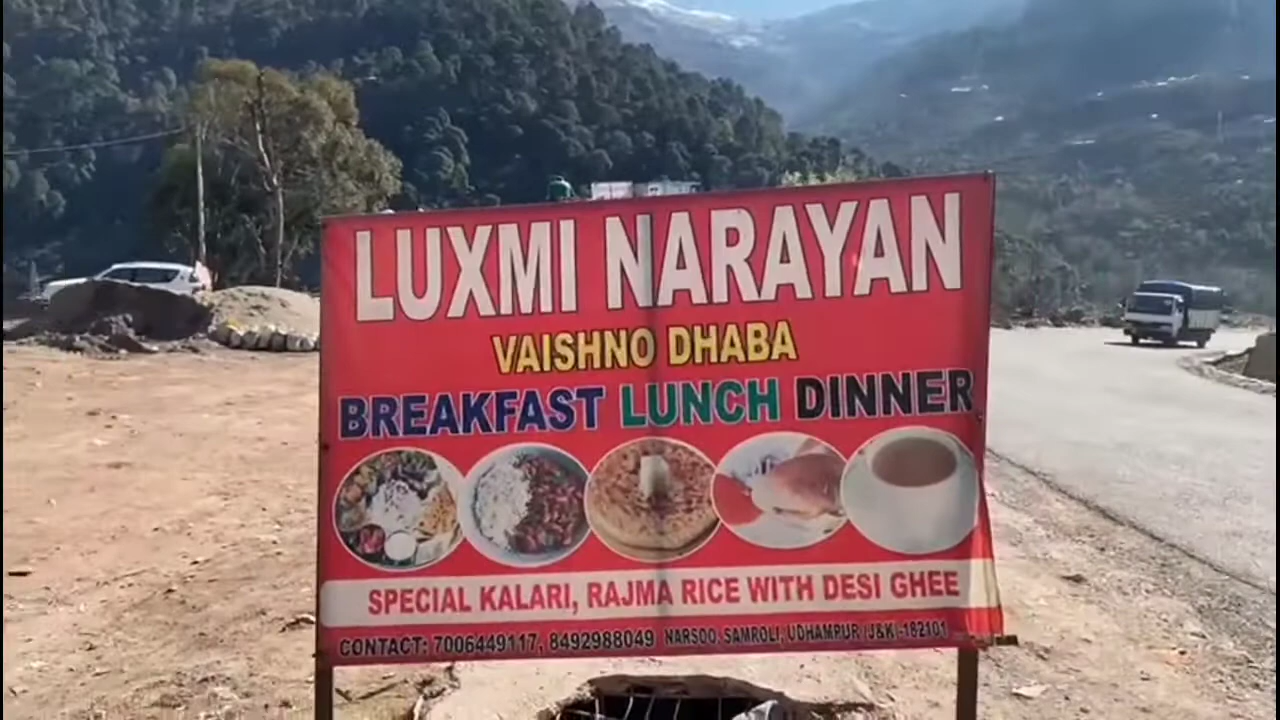 LUXMI NARAYAN
VAISHNO DHABA
BREAKFAST LUNCH DINNER
SPECIAL KALARI, RAJMA RICE WITH DESI GHEE
CONTACT: 7006449117, 8492988049 NARSOO, SAMROLI, UDHAMPUR (J&K)-182101